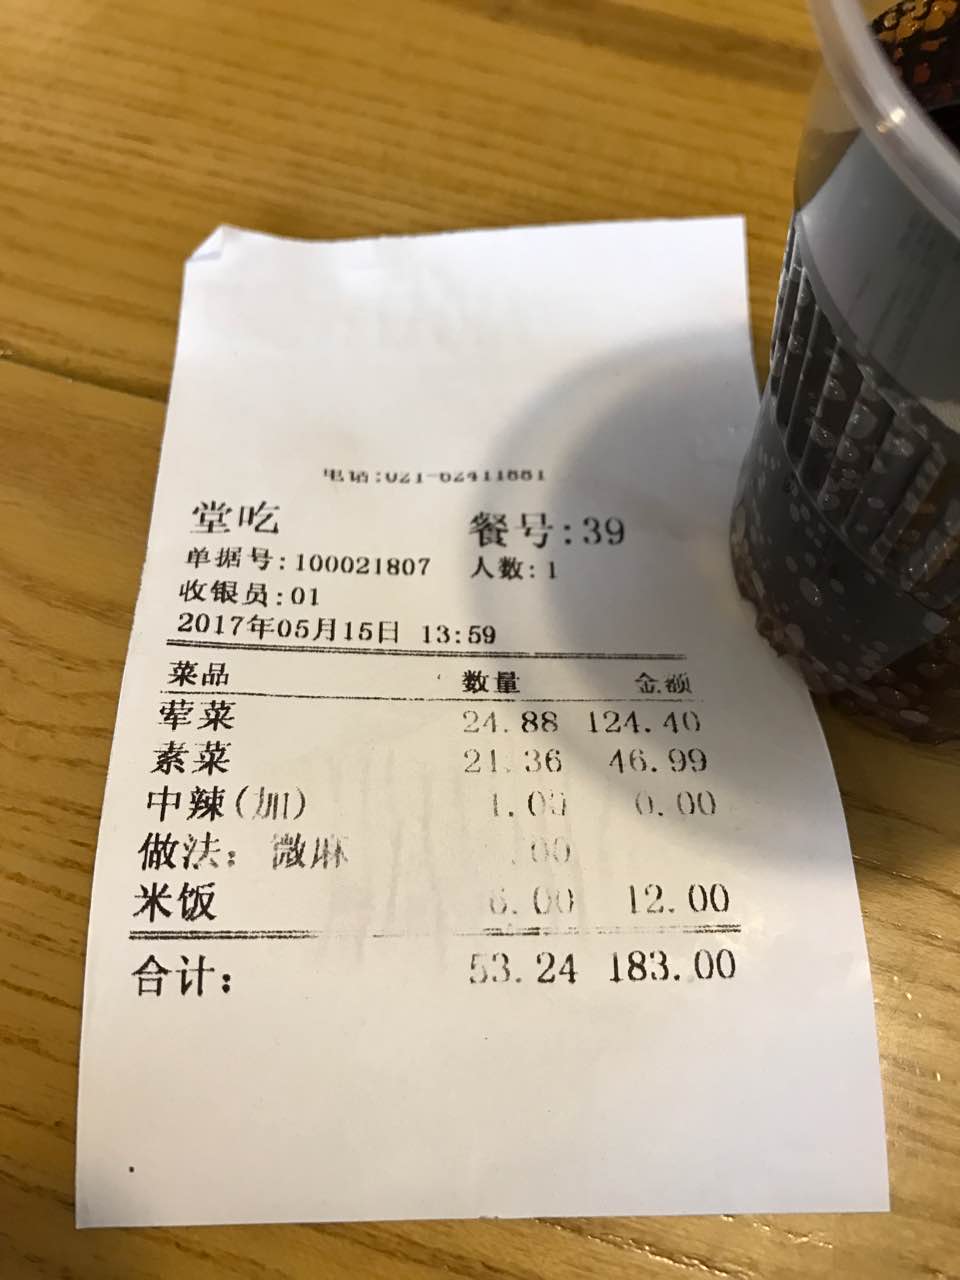 电话:021-62411881
堂吃 餐号:39
单据号:100021807 人数:1
收银员:01
2017年05月15日 13:59
菜品 数量 金额
荤菜 24.88 124.40
素菜 21.36 46.99
中辣(加) 1.00 0.00
做法：微麻 .00
米饭 6.00 12.00
合计： 53.24 183.00